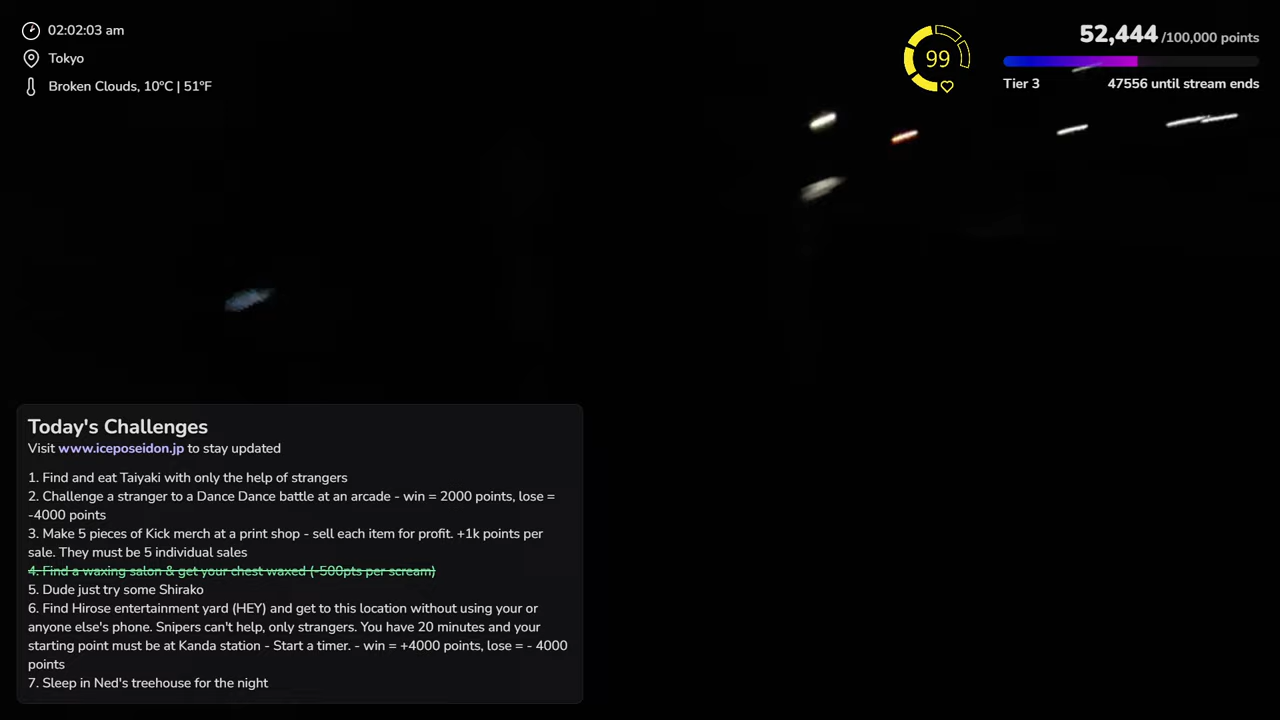 02:02:03 am
Tokyo
Broken Clouds, 10°C | 51°F
99
52,444 /100,000 points
Tier 3
47556 until stream ends
Today's Challenges
Visit www.iceposeidon.jp to stay updated
1. Find and eat Taiyaki with only the help of strangers
2. Challenge a stranger to a Dance Dance battle at an arcade - win = 2000 points, lose =
-4000 points
3. Make 5 pieces of Kick merch at a print shop - sell each item for profit. +1k points per
sale. They must be 5 individual sales
4. Find a waxing salon & get your chest waxed (-500pts per scream)
5. Dude just try some Shirako
6. Find Hirose entertainment yard (HEY) and get to this location without using your or
anyone else's phone. Snipers can't help, only strangers. You have 20 minutes and your
starting point must be at Kanda station - Start a timer. - win = +4000 points, lose = - 4000
points
7. Sleep in Ned's treehouse for the night